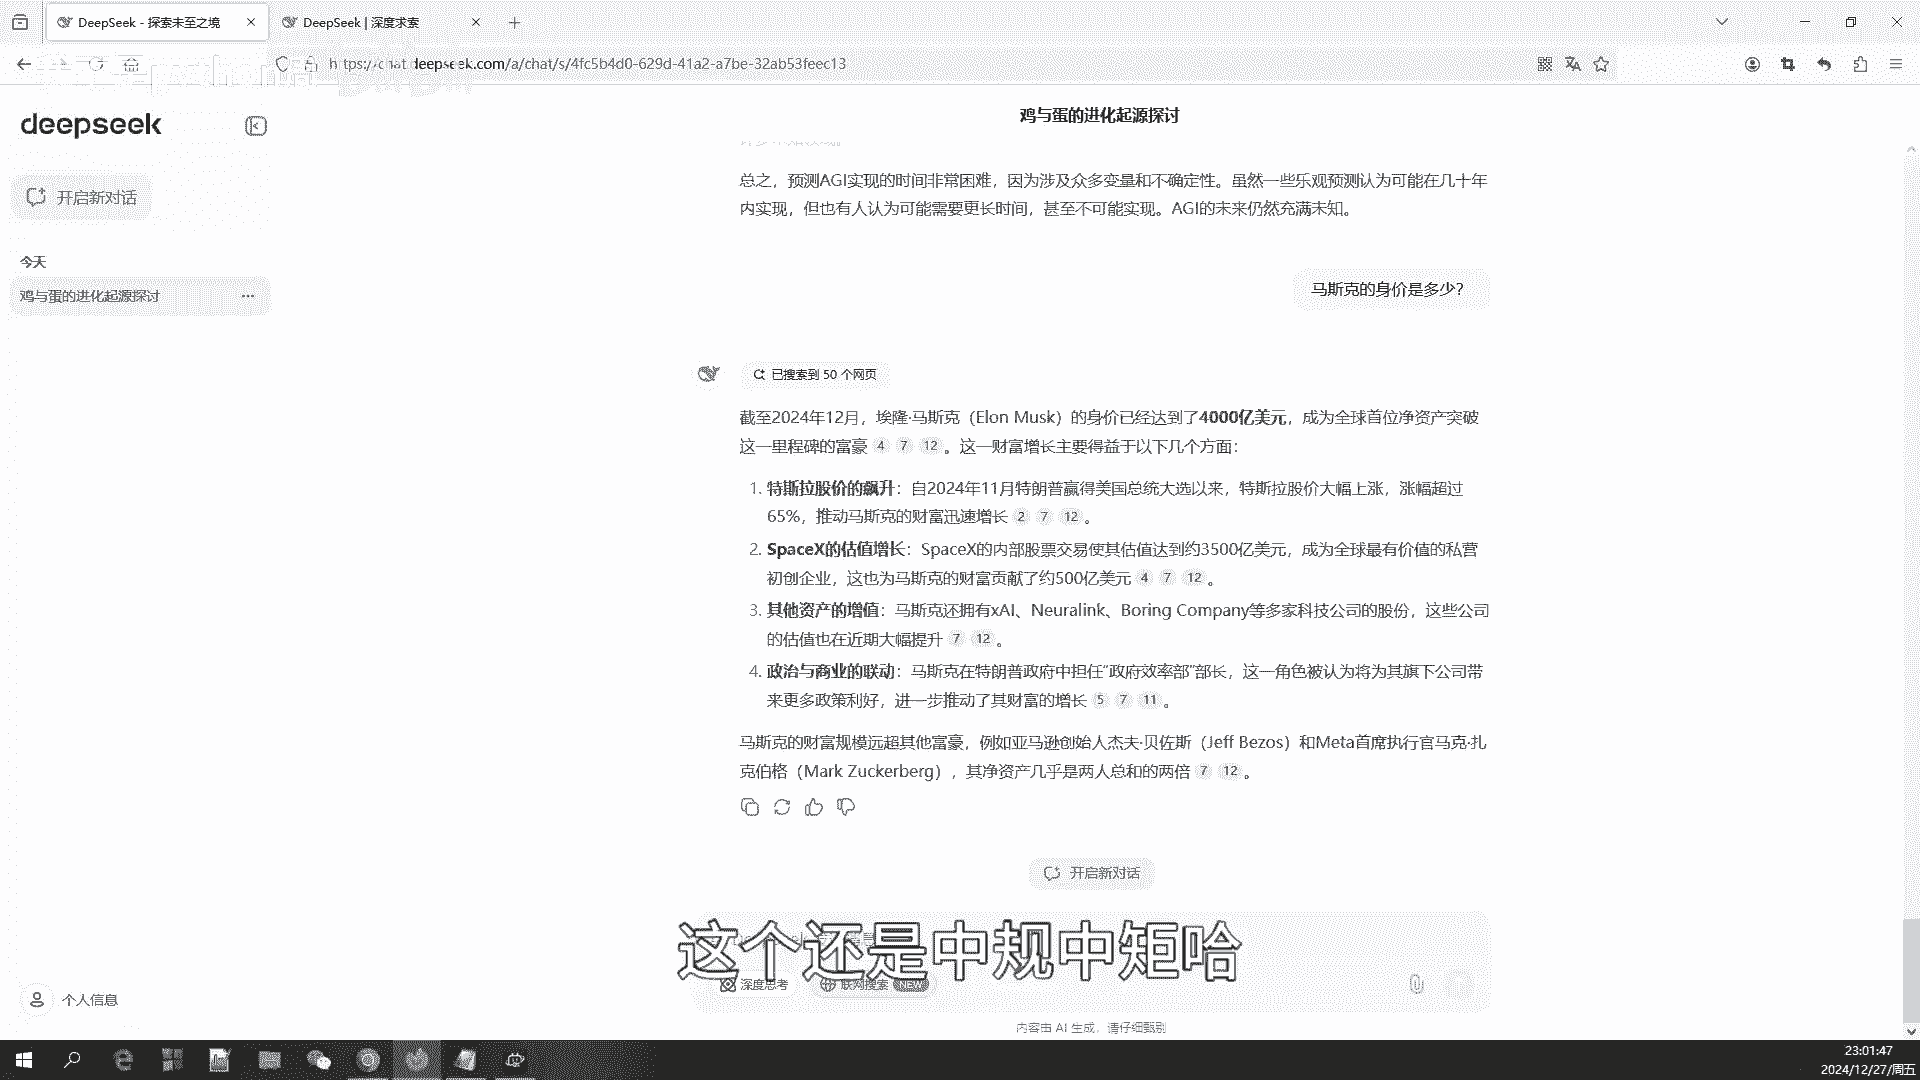 DeepSeek - 探索未至之境
DeepSeek | 深度求索
https://chat.deepseek.com/a/chat/s/4fc5b4d0-629d-41a2-a7be-32ab53feec13
deepseek
开启新对话
今天
鸡与蛋的进化起源探讨
鸡与蛋的进化起源探讨
总之，预测AGI实现的时间非常困难，因为涉及众多变量和不确定性。虽然一些乐观预测认为可能在几十年
内实现，但也有人认为可能需要更长时间，甚至不可能实现。AGI的未来仍然充满未知。
马斯克的身价是多少？
已搜索到 50 个网页
截至2024年12月，埃隆·马斯克（Elon Musk）的身价已经达到了4000亿美元，成为全球首位净资产突破
这一里程碑的富豪 4 7 12 。这一财富增长主要得益于以下几个方面：
1. 特斯拉股价的飙升：自2024年11月特朗普赢得美国总统大选以来，特斯拉股价大幅上涨，涨幅超过
65%，推动马斯克的财富迅速增长 2 7 12 。
2. SpaceX的估值增长：SpaceX的内部股票交易使其估值达到约3500亿美元，成为全球最有价值的私营
初创企业，这也为马斯克的财富贡献了约500亿美元 4 7 12 。
3. 其他资产的增值：马斯克还拥有xAI、Neuralink、Boring Company等多家科技公司的股份，这些公司
的估值也在近期大幅提升 7 12 。
4. 政治与商业的联动：马斯克在特朗普政府中担任“政府效率部”部长，这一角色被认为将为其旗下公司带
来更多政策利好，进一步推动了其财富的增长 5 7 11 。
马斯克的财富规模远超其他富豪，例如亚马逊创始人杰夫·贝佐斯（Jeff Bezos）和Meta首席执行官马克·扎
克伯格（Mark Zuckerberg），其净资产几乎是两人总和的两倍 7 12 。
开启新对话
这个还是中规中矩哈
深度思考 联网搜索 NEW
个人信息
内容由 AI 生成，请仔细甄别
23:01:47
2024/12/27/周五